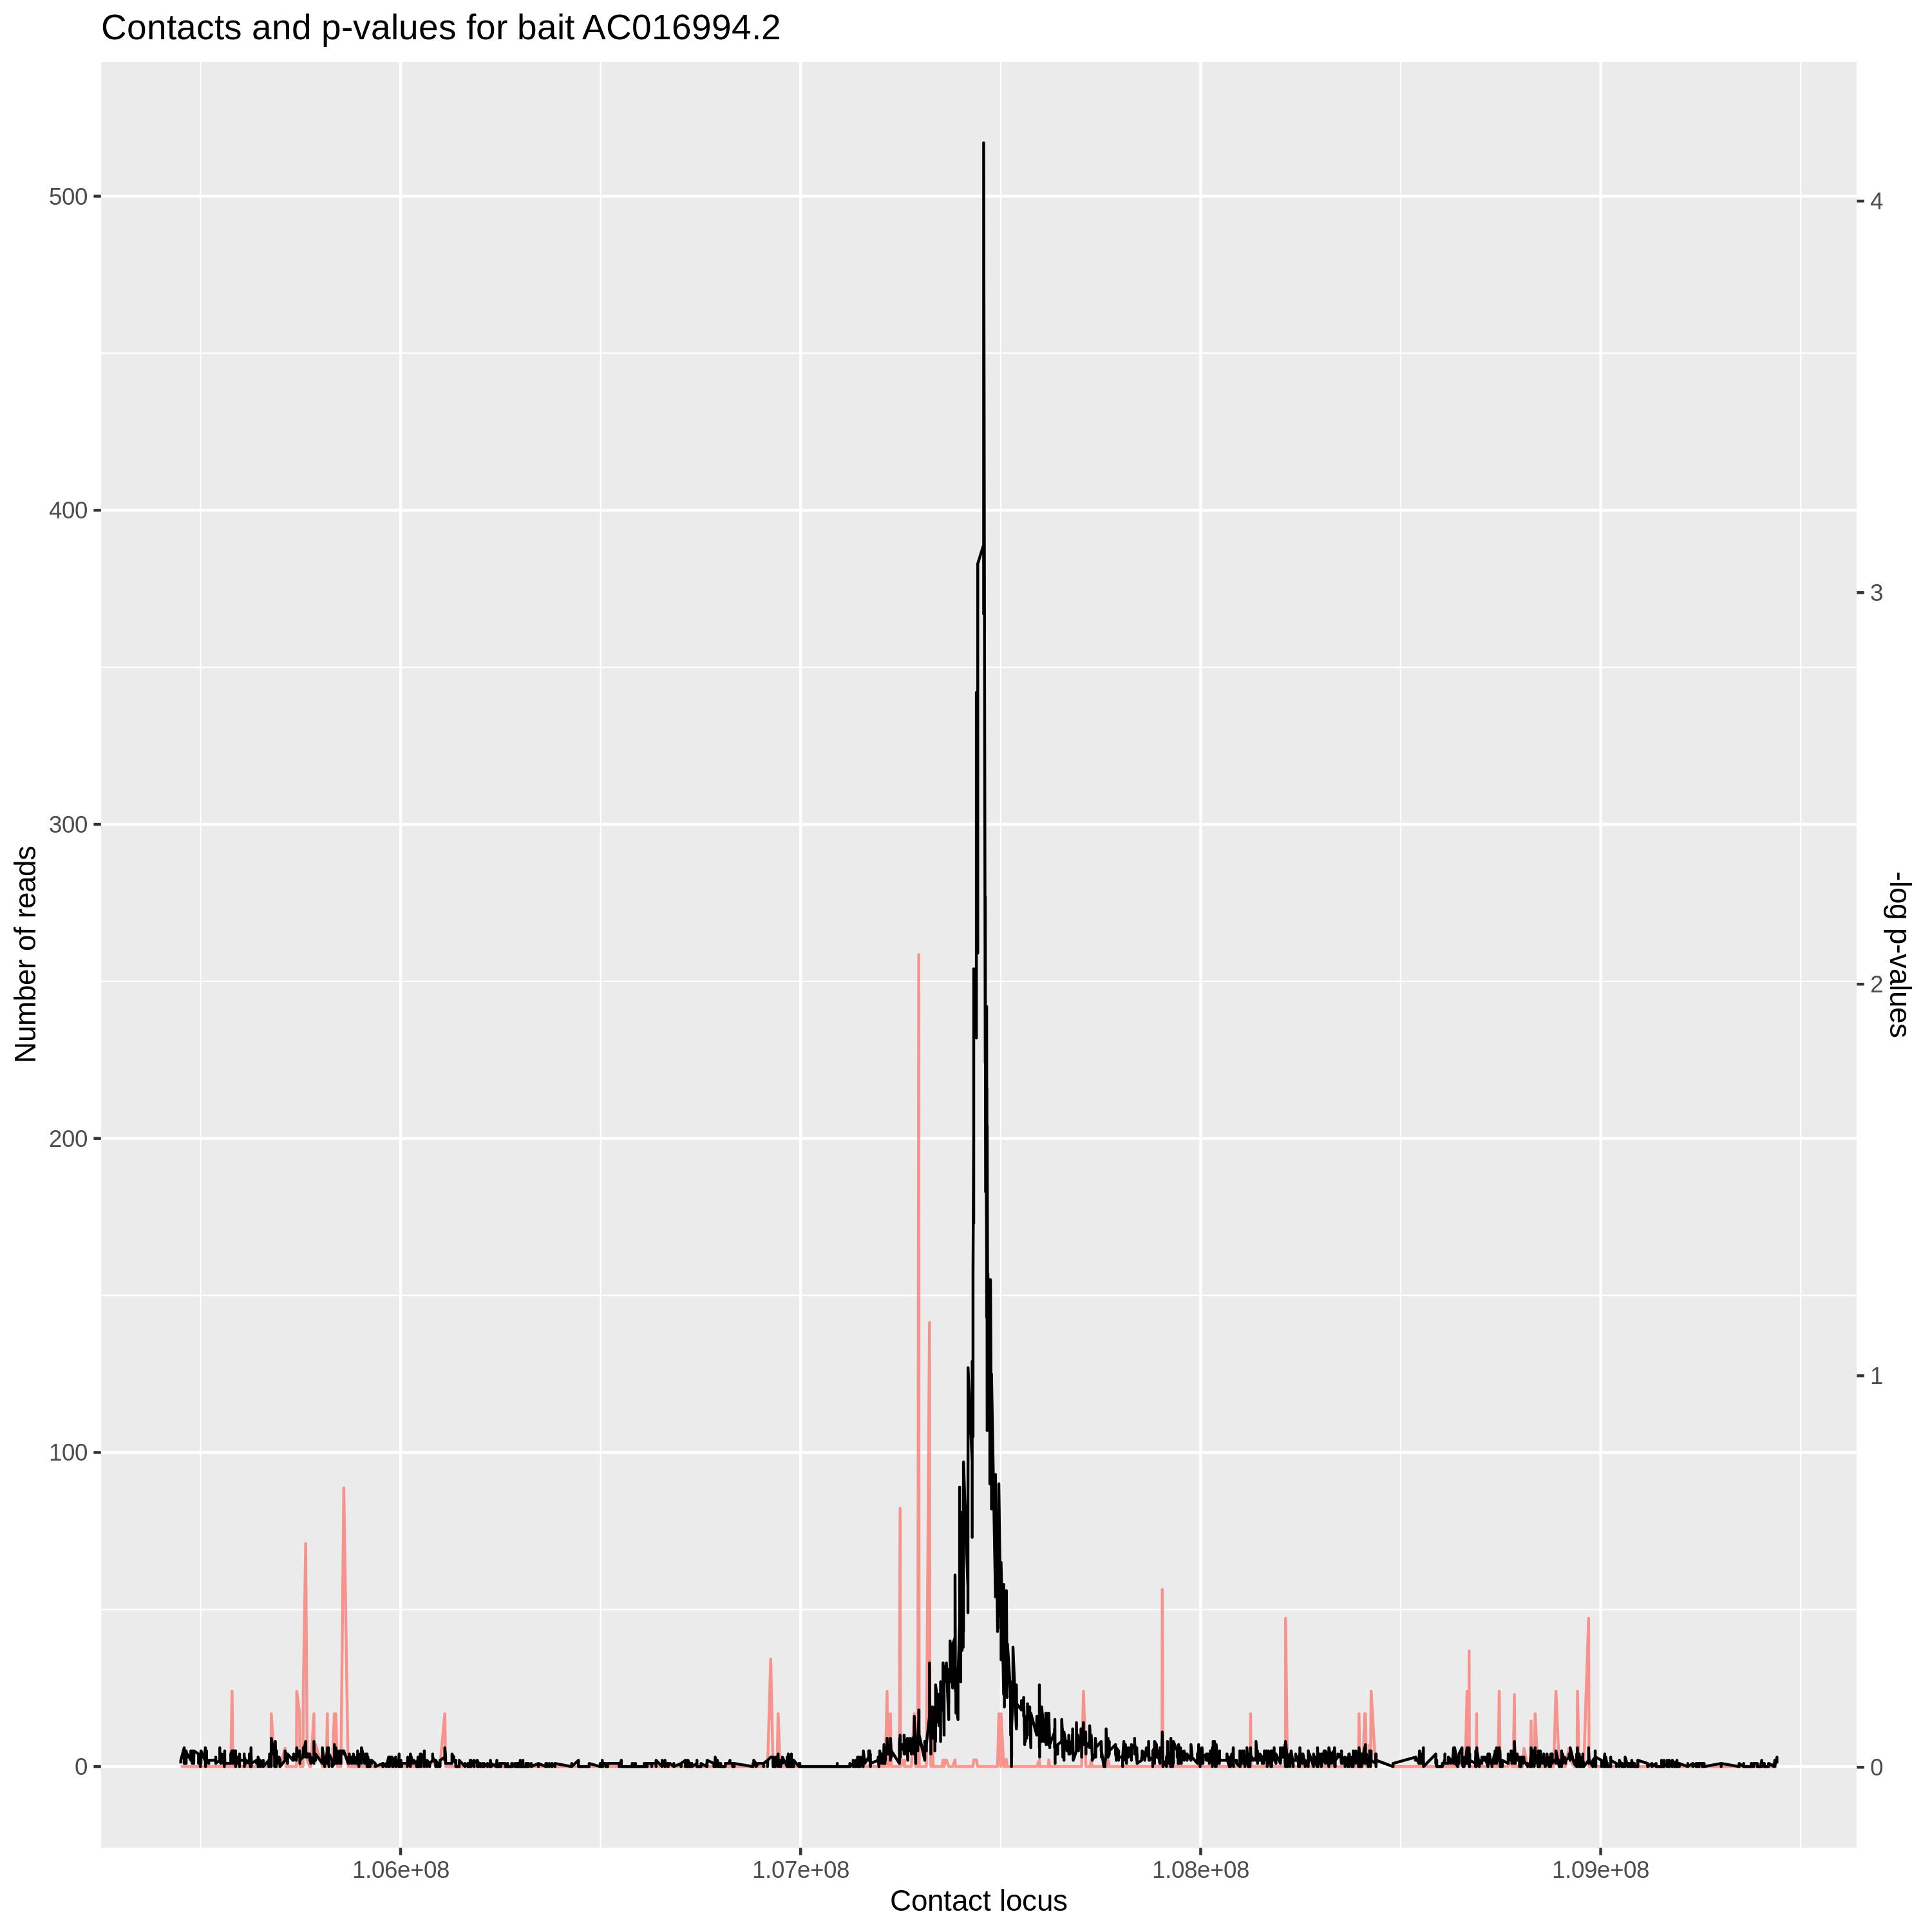 Contacts and p-values for bait AC016994.2
500
400
300
200
100
0
Number of reads
4
3
2
1
0
-log p-values
1.06e+08
1.07e+08
1.08e+08
1.09e+08
Contact locus